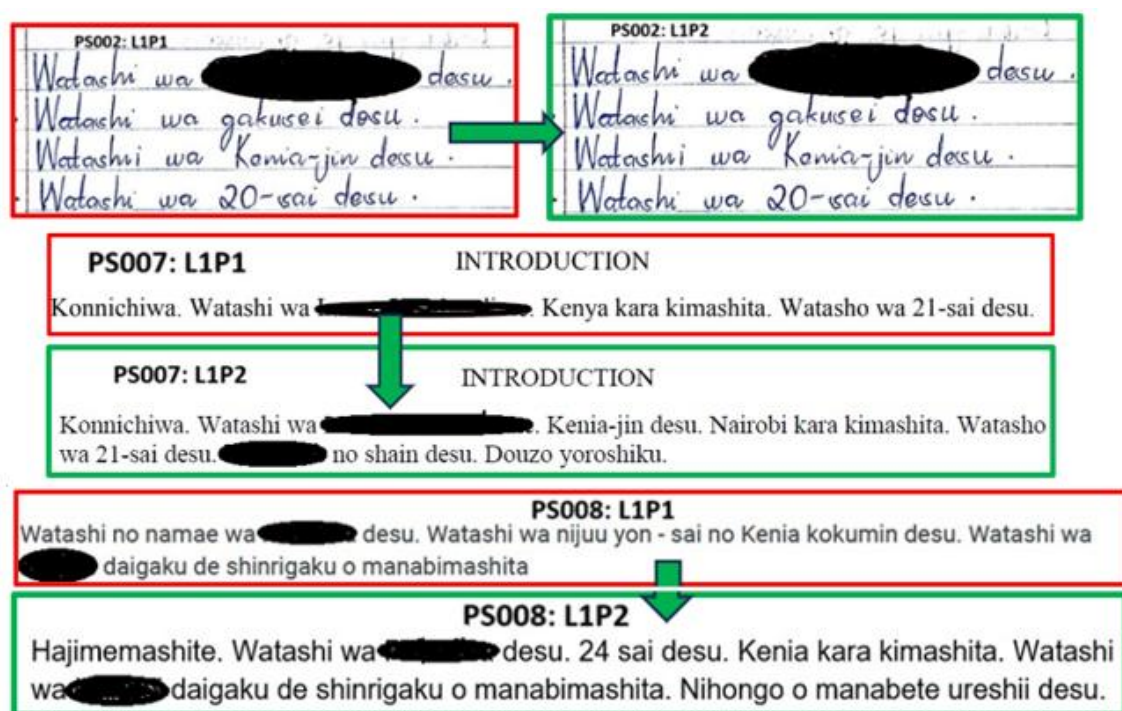 PS002: L1P1
Watashi wa desu.
Watashi wa gakusei desu.
Watashi wa Kenia-jin desu.
Watashi wa 20-sai desu.
PS002: L1P2
Watashi wa desu.
Watashi wa gakusei desu.
Watashi wa Kenia-jin desu.
Watashi wa 20-sai desu.
PS007: L1P1 INTRODUCTION
Konnichiwa. Watashi wa . Kenya kara kimashita. Watasho wa 21-sai desu.
PS007: L1P2 INTRODUCTION
Konnichiwa. Watashi wa . Kenia-jin desu. Nairobi kara kimashita. Watasho
wa 21-sai desu. no shain desu. Douzo yoroshiku.
PS008: L1P1
Watashi no namae wa desu. Watashi wa nijuu yon - sai no Kenia kokumin desu. Watashi wa
daigaku de shinrigaku o manabimashita
PS008: L1P2
Hajimemashite. Watashi wa desu. 24 sai desu. Kenia kara kimashita. Watashi
wa daigaku de shinrigaku o manabimashita. Nihongo o manabete ureshii desu.